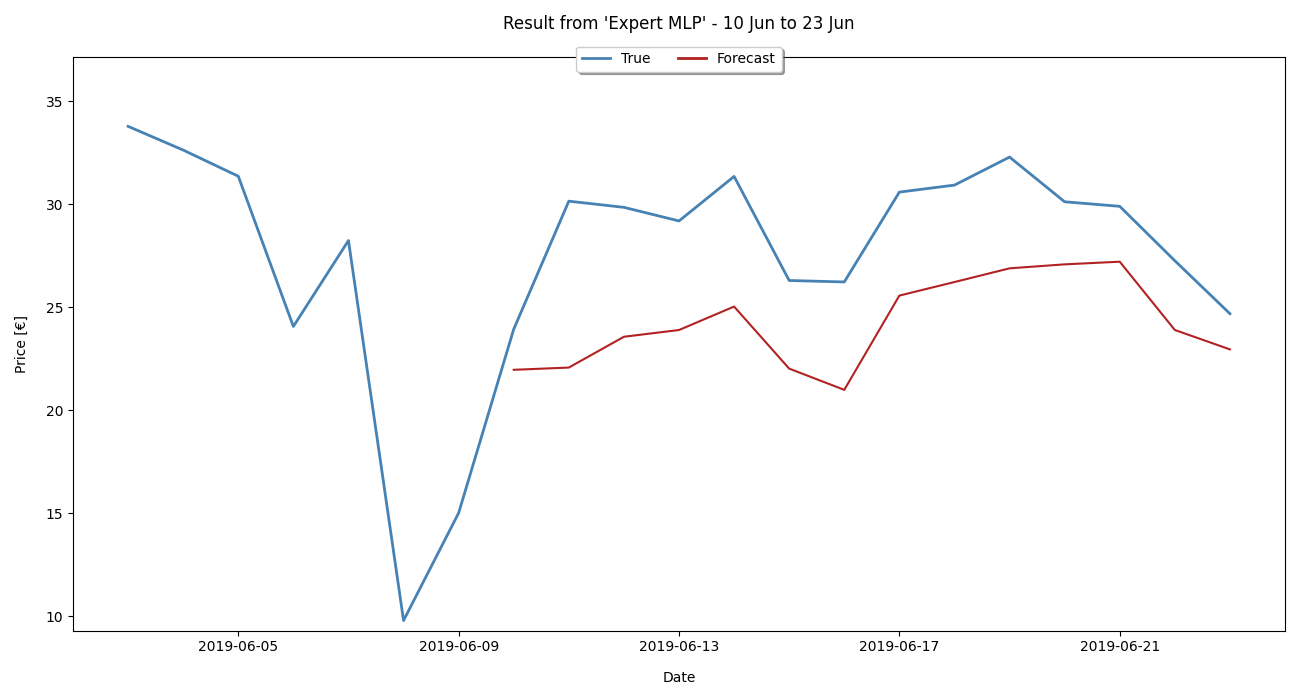 Result from 'Expert MLP' - 10 Jun to 23 Jun
True Forecast
35
30
25
20
15
10
Price [€]
2019-06-05 2019-06-09 2019-06-13 2019-06-17 2019-06-21
Date